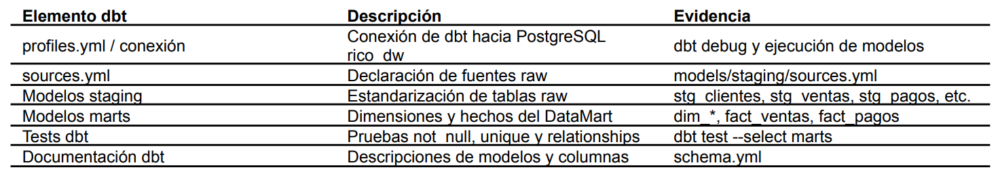 Elemento dbt Descripción Evidencia
profiles.yml / conexión Conexión de dbt hacia PostgreSQL rico_dw dbt debug y ejecución de modelos
sources.yml Declaración de fuentes raw models/staging/sources.yml
Modelos staging Estandarización de tablas raw stg_clientes, stg_ventas, stg_pagos, etc.
Modelos marts Dimensiones y hechos del DataMart dim_*, fact_ventas, fact_pagos
Tests dbt Pruebas not_null, unique y relationships dbt test --select marts
Documentación dbt Descripciones de modelos y columnas schema.yml